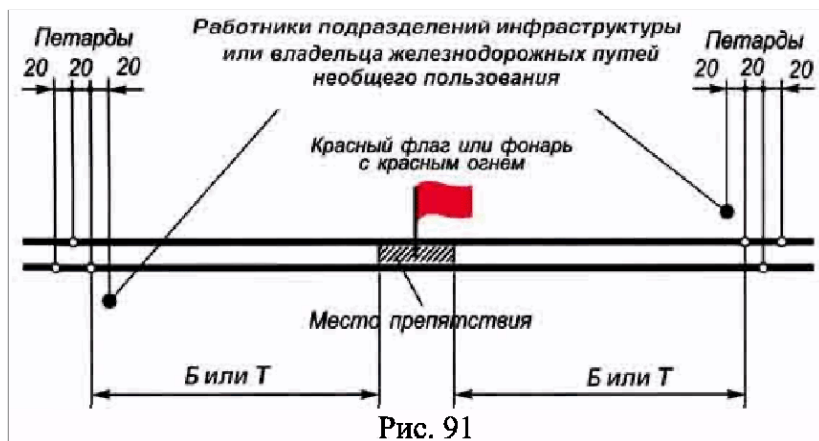 Петарды
20 20 20
Работники подразделений инфраструктуры
или владельца железнодорожных путей
необщего пользования
Петарды
20 20 20
Красный флаг или фонарь
с красным огнём
Место препятствия
Б или Т
Б или Т
Рис. 91